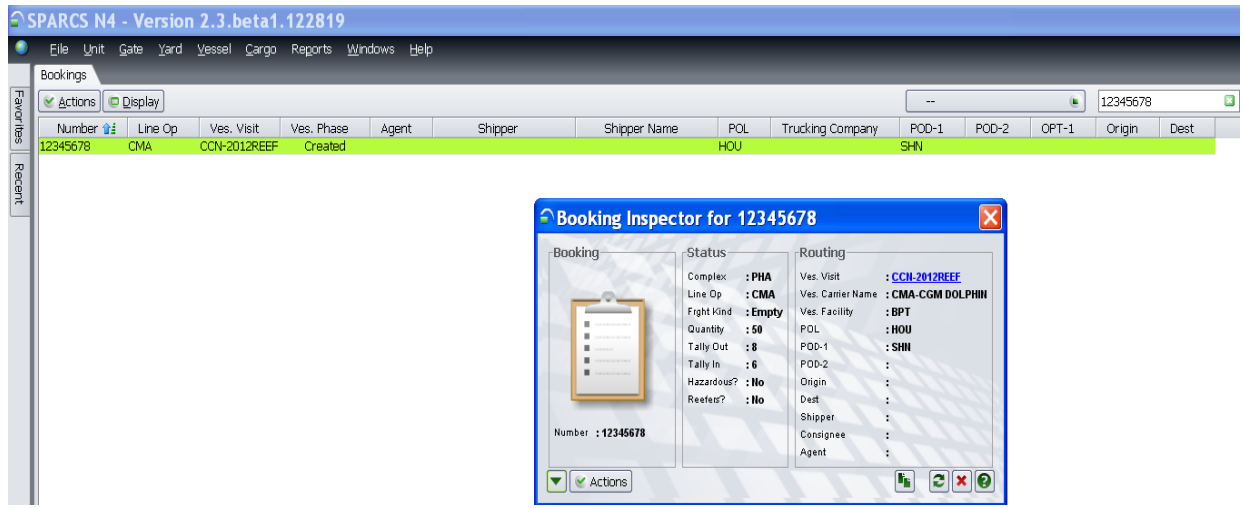 SPARCS N4 - Version 2.3.beta1.122819
File Unit Gate Yard Vessel Cargo Reports Windows Help
Bookings
Favorites
Recent
Actions Display -- 12345678
Number Line Op Ves. Visit Ves. Phase Agent Shipper Shipper Name POL Trucking Company POD-1 POD-2 OPT-1 Origin Dest
12345678 CMA CCN-2012REEF Created HOU SHN
Booking Inspector for 12345678
Booking
Number : 12345678
Status
Complex : PHA
Line Op : CMA
Frght Kind : Empty
Quantity : 50
Tally Out : 8
Tally In : 6
Hazardous? : No
Reefers? : No
Routing
Ves. Visit : CCN-2012REEF
Ves. Carrier Name : CMA-CGM DOLPHIN
Ves. Facility : BPT
POL : HOU
POD-1 : SHN
POD-2 :
Origin :
Dest :
Shipper :
Consignee :
Agent :
Actions